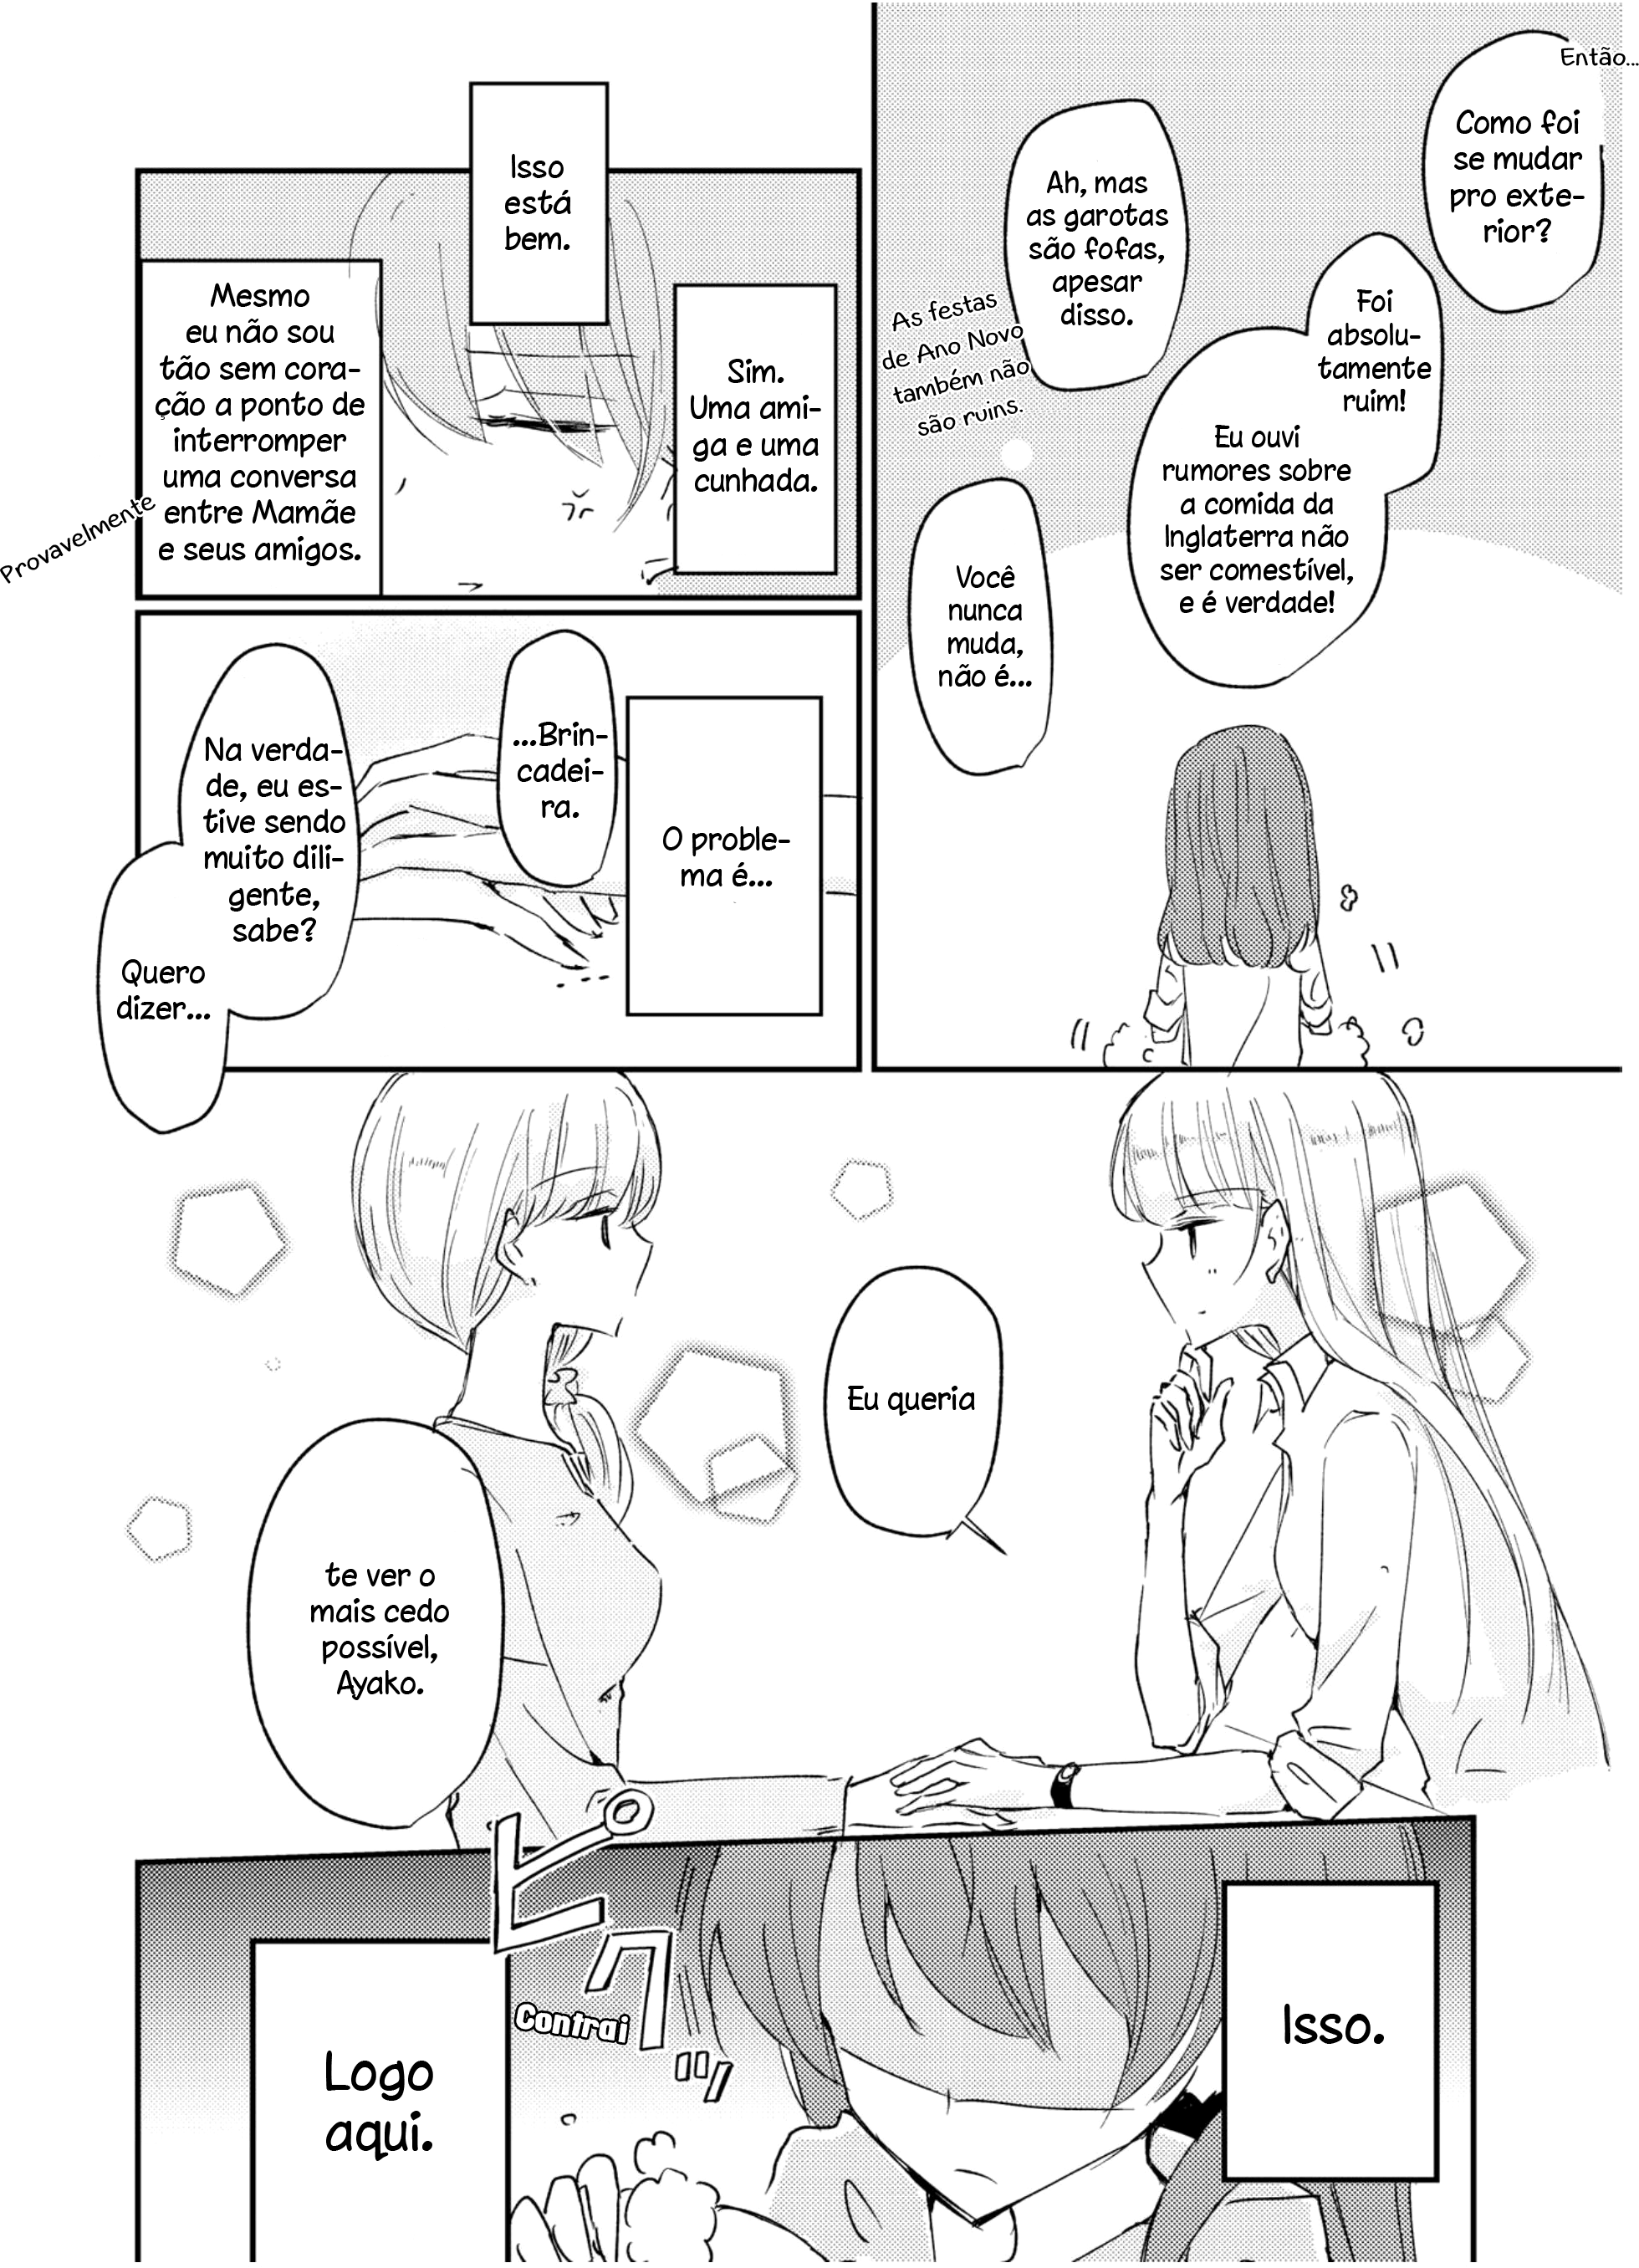 Então...
Como foi
se mudar
pro exte-
rior?
Foi
absolu-
tamente
ruim!
Eu ouvi
rumores sobre
a comida da
Inglaterra não
ser comestível,
e é verdade!
Ah, mas
as garotas
são fofas,
apesar
disso.
As festas
de Ano Novo
também não
são ruins.
Você
nunca
muda,
não é...
Isso
está
bem.
Sim.
Uma ami-
ga e uma
cunhada.
Mesmo
eu não sou
tão sem cora-
ção a ponto de
interromper
uma conversa
entre Mamãe
e seus amigos.
Provavelmente
O proble-
ma é...
...Brin-
cadei-
ra.
Na verda-
de, eu es-
tive sendo
muito dili-
gente,
sabe?
Quero
dizer...
Eu queria
te ver o
mais cedo
possível,
Ayako.
Isso.
ピクッ
Contrai
Logo
aqui.